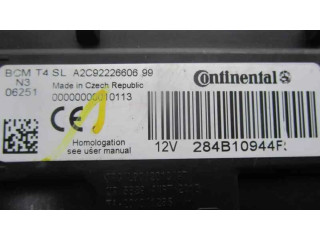 BCM T4 SL A2C92226606 99
N3
06251
Made in Czech Republic
00000000010113
CE
Homologation
see user manual
Continental
12V 284B10944F